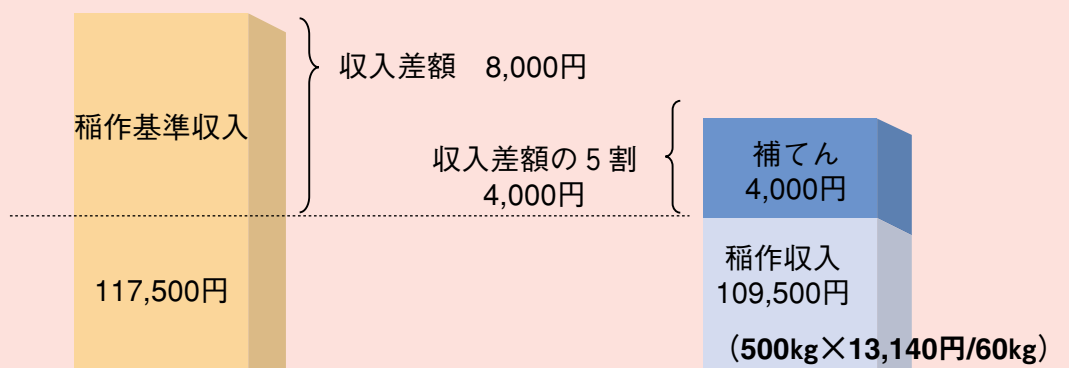 収入差額　8,000円
稲作基準収入
収入差額の5割
4,000円
補てん
4,000円
117,500円
稲作収入
109,500円
（500kg×13,140円/60kg）